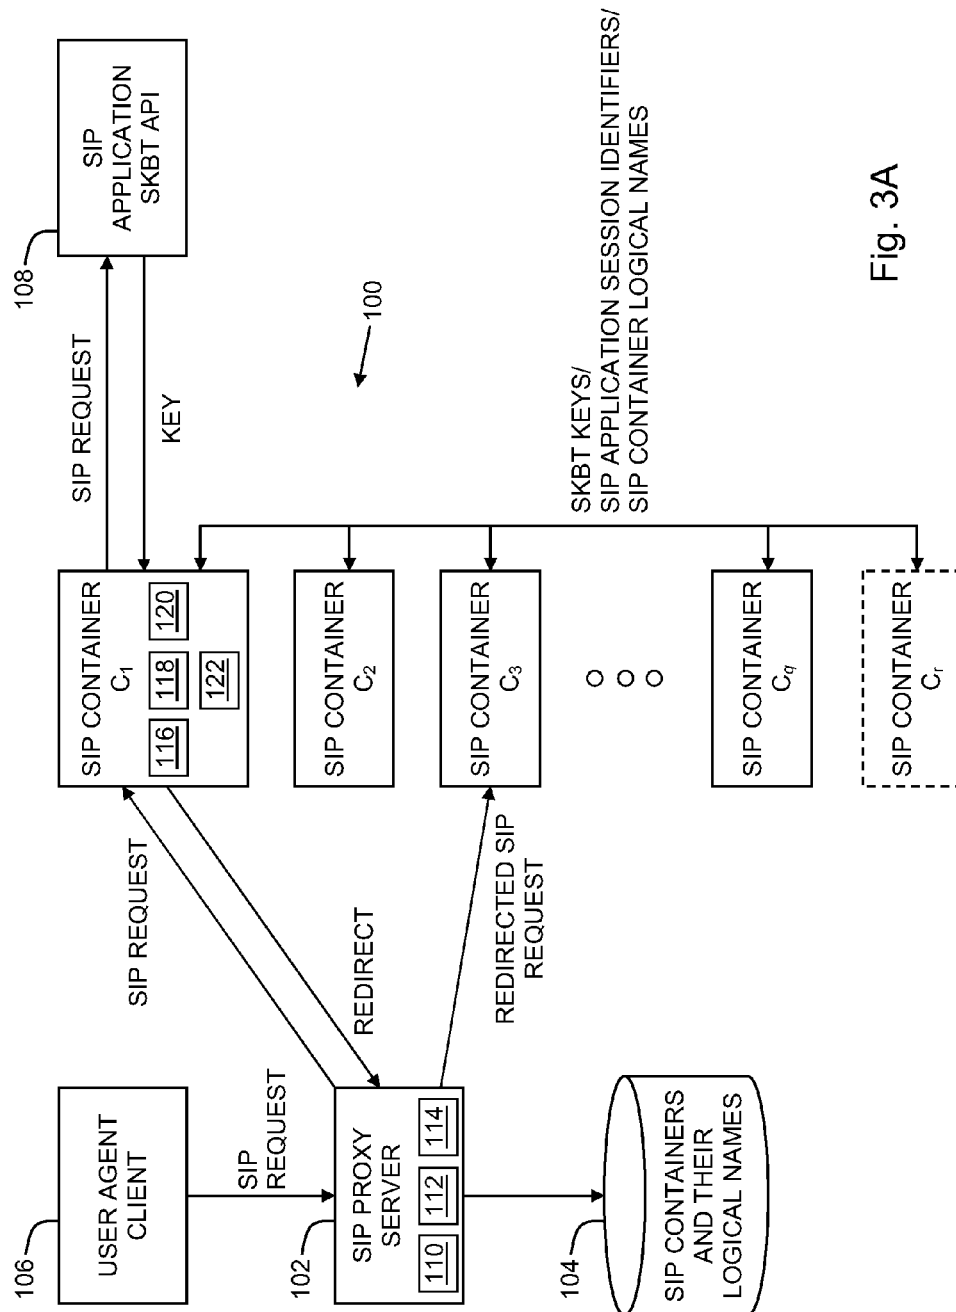 106
USER AGENT
CLIENT
SIP
REQUEST
102
SIP PROXY
SERVER
110
112
114
104
SIP CONTAINERS
AND THEIR
LOGICAL NAMES
SIP REQUEST
REDIRECT
REDIRECTED SIP
REQUEST
SIP CONTAINER
C1
116
118
120
122
SIP CONTAINER
C2
SIP CONTAINER
C3
SIP CONTAINER
Cq
SIP CONTAINER
Cr
SIP REQUEST
KEY
108
SIP
APPLICATION
SKBT API
100
SKBT KEYS/
SIP APPLICATION SESSION IDENTIFIERS/
SIP CONTAINER LOGICAL NAMES
Fig. 3A